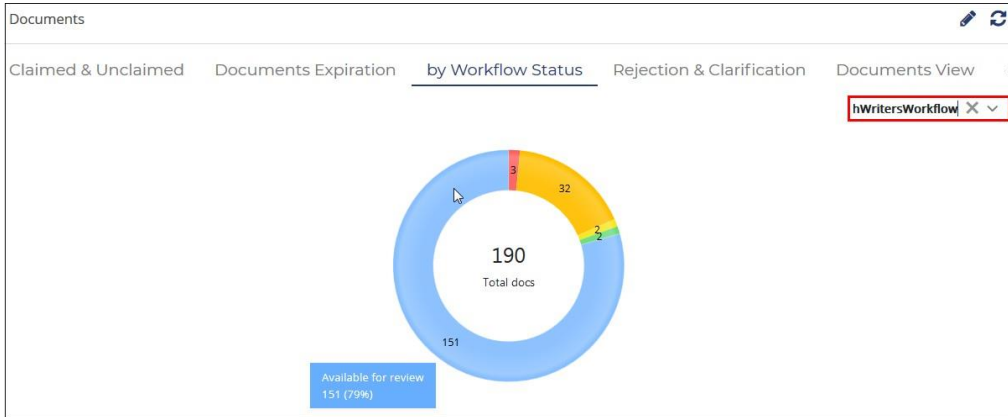 Documents
Claimed & Unclaimed Documents Expiration by Workflow Status Rejection & Clarification Documents View
hWritersWorkflow
3
32
2
2
190
Total docs
151
Available for review
151 (79%)